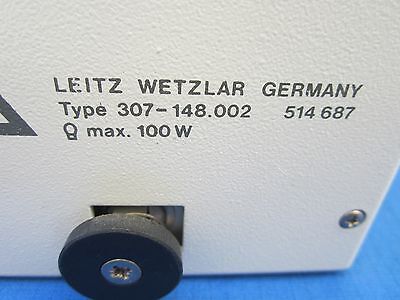 LEITZ WETZLAR GERMANY
Type 307-148.002 514 687
max. 100 W